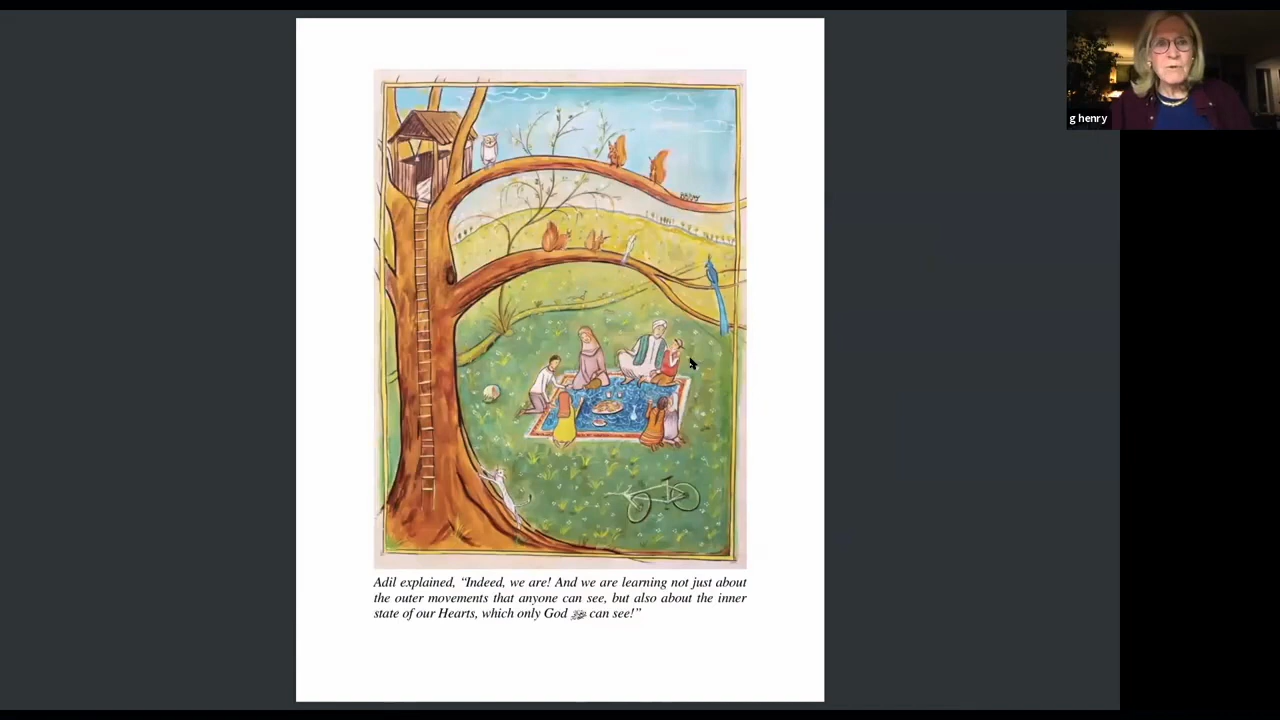 g henry
Adil explained, “Indeed, we are! And we are learning not just about
the outer movements that anyone can see, but also about the inner
state of our Hearts, which only God can see!”